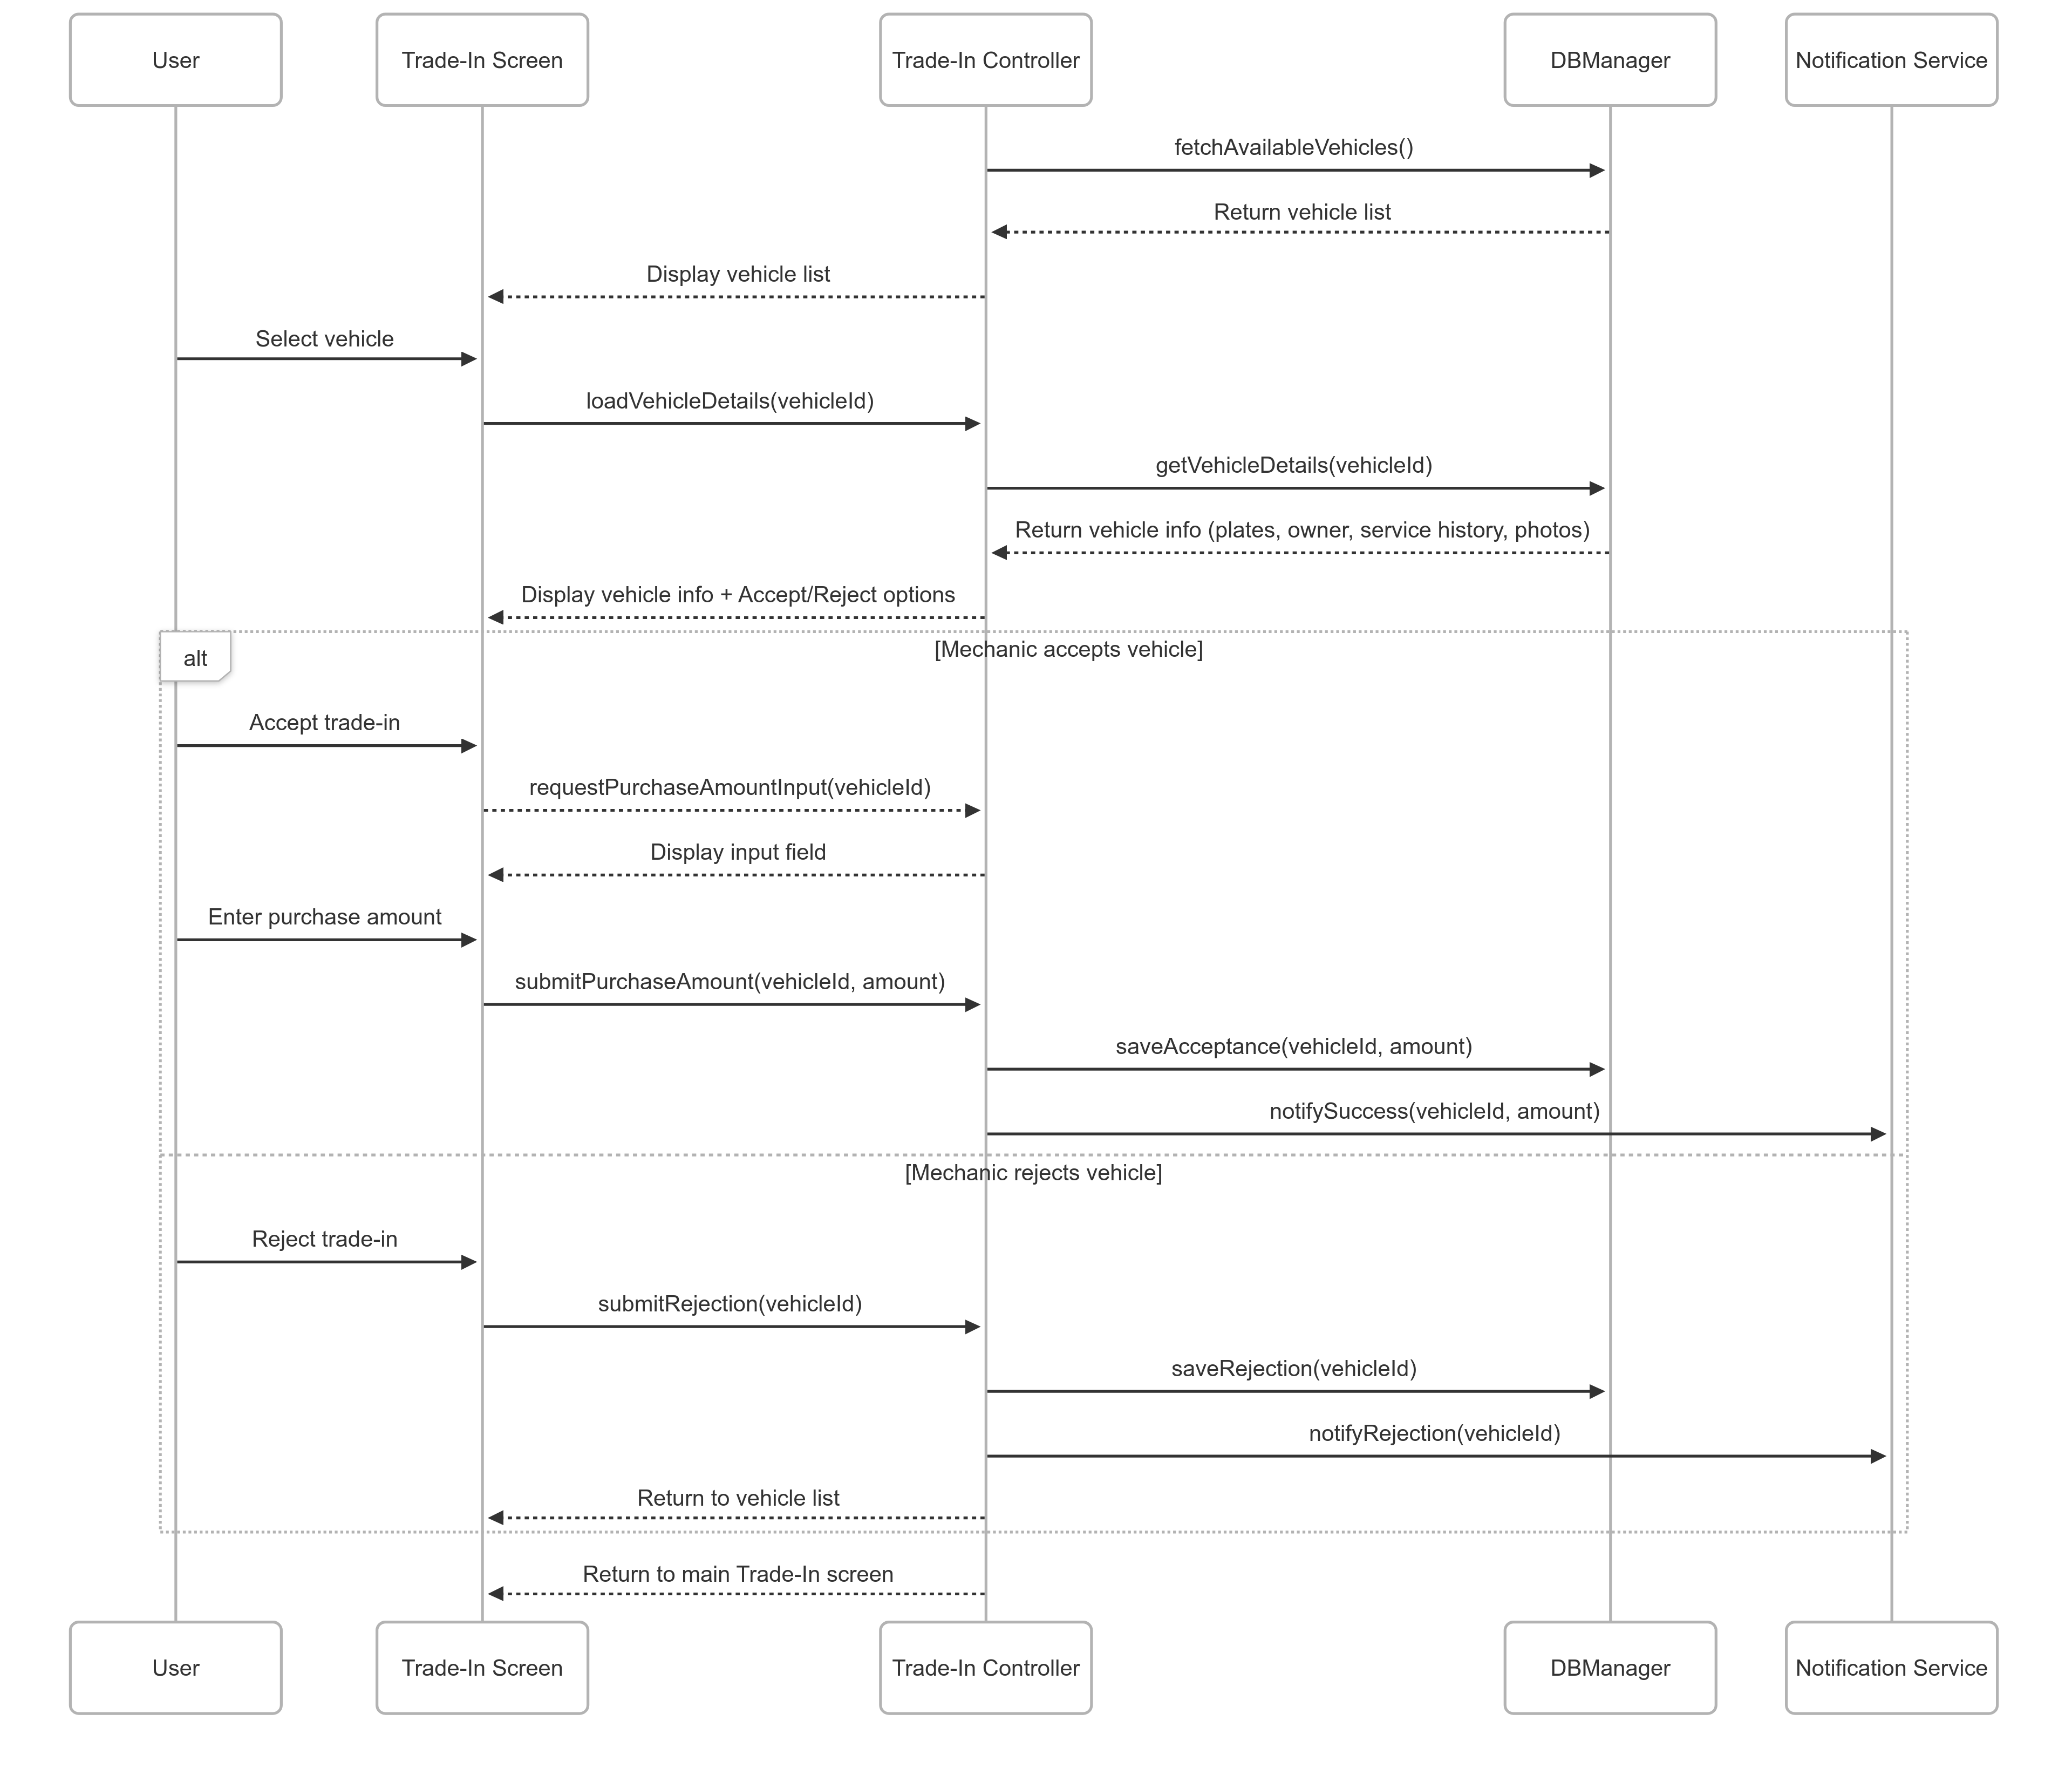 User
Trade-In Screen
Trade-In Controller
DBManager
Notification Service
fetchAvailableVehicles()
Return vehicle list
Display vehicle list
Select vehicle
loadVehicleDetails(vehicleId)
getVehicleDetails(vehicleId)
Return vehicle info (plates, owner, service history, photos)
Display vehicle info + Accept/Reject options
alt
[Mechanic accepts vehicle]
Accept trade-in
requestPurchaseAmountInput(vehicleId)
Display input field
Enter purchase amount
submitPurchaseAmount(vehicleId, amount)
saveAcceptance(vehicleId, amount)
notifySuccess(vehicleId, amount)
[Mechanic rejects vehicle]
Reject trade-in
submitRejection(vehicleId)
saveRejection(vehicleId)
notifyRejection(vehicleId)
Return to vehicle list
Return to main Trade-In screen
User
Trade-In Screen
Trade-In Controller
DBManager
Notification Service